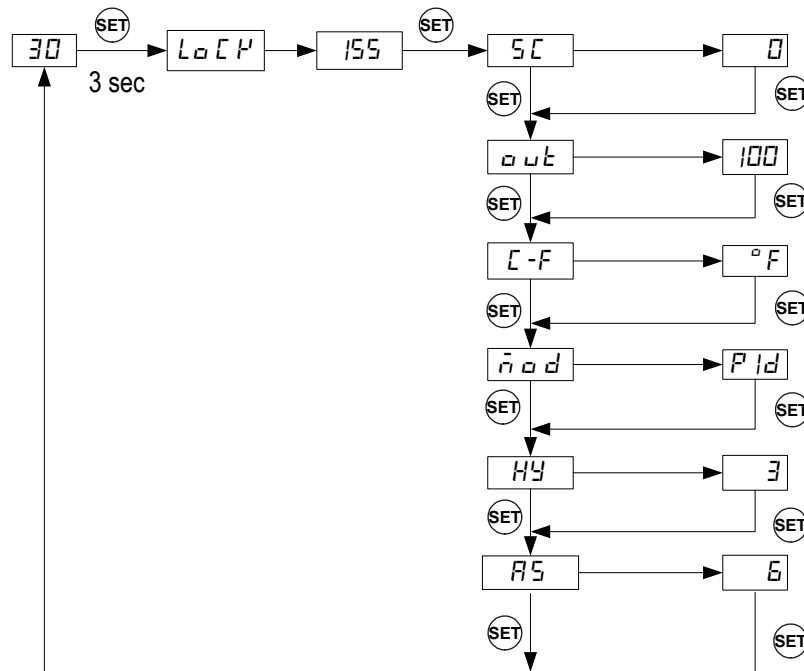 SET SET
30 LoCK 155 SC 0
3 sec
SET SET
out 100
SET SET
C-F °F
SET SET
mod PId
SET SET
HY 3
SET SET
AS 6
SET SET